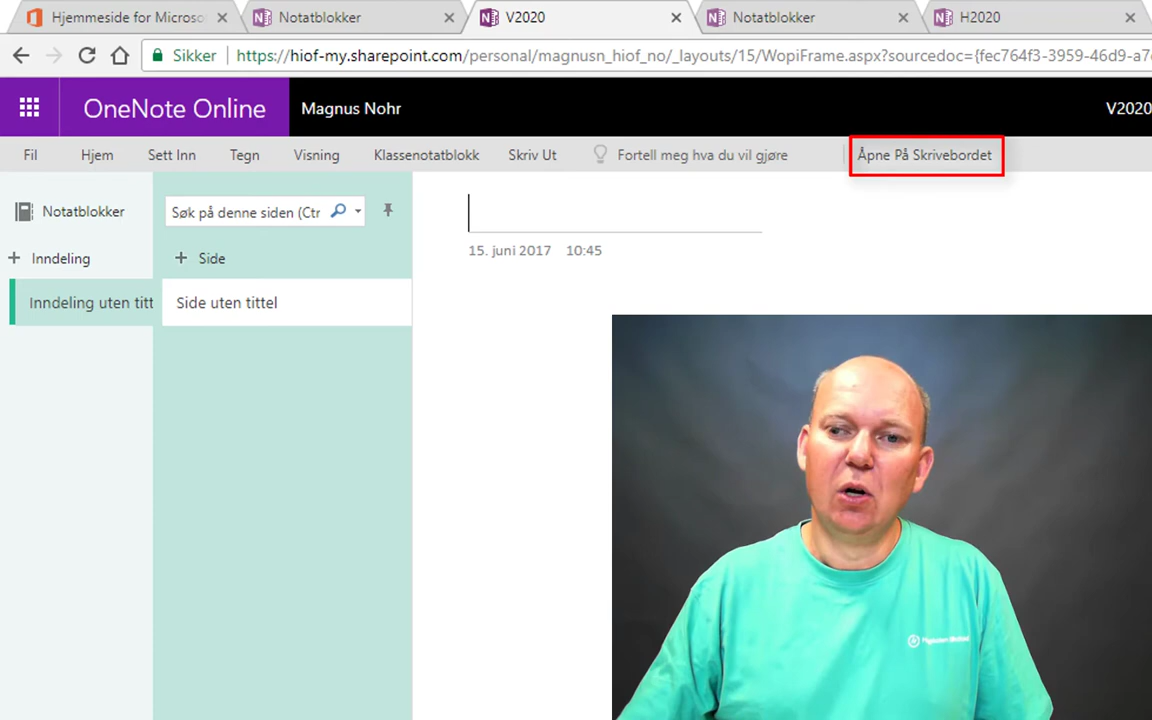 Hjemmeside for Microso
Notatblokker
V2020
Notatblokker
H2020
Sikker
https://hiof-my.sharepoint.com/personal/magnusn_hiof_no/_layouts/15/WopiFrame.aspx?sourcedoc={fec764f3-3959-46d9-a7
OneNote Online
Magnus Nohr
V2020
Fil
Hjem
Sett Inn
Tegn
Visning
Klassenotatblokk
Skriv Ut
Fortell meg hva du vil gjøre
Åpne På Skrivebordet
Notatblokker
Søk på denne siden (Ctr
15. juni 2017 10:45
+ Inndeling
+ Side
Inndeling uten titt
Side uten tittel